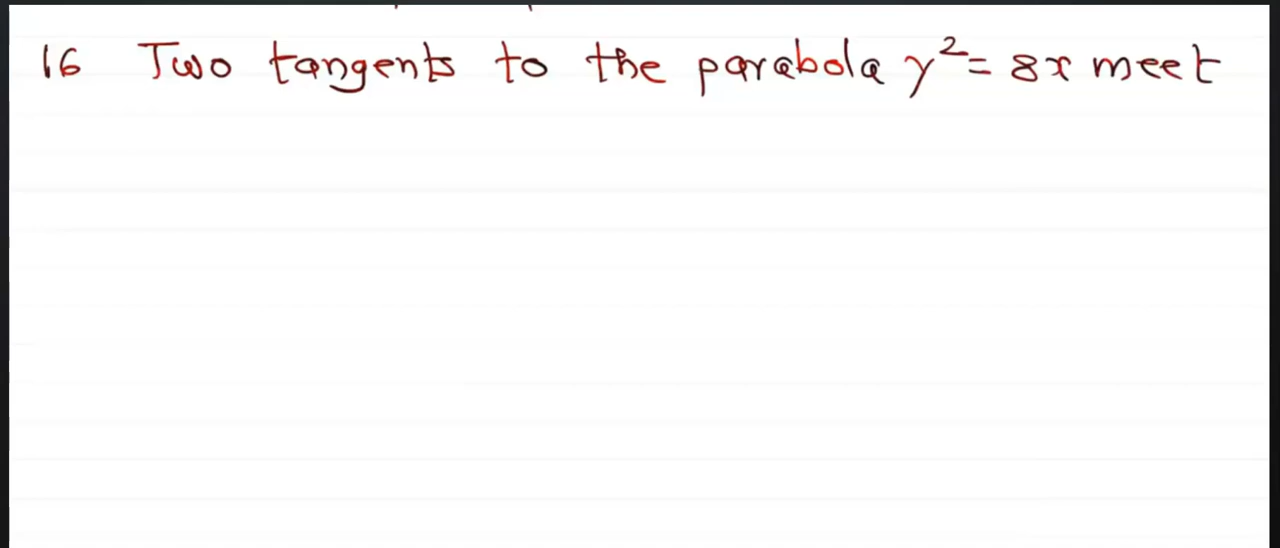 16 Two tangents to the parabola y² = 8x meet